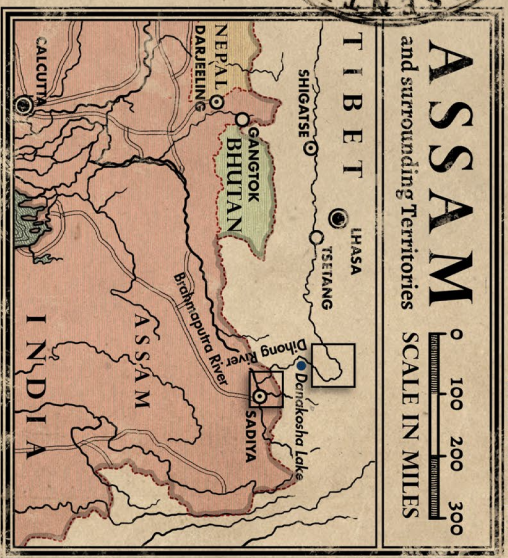 ASSAM
and surrounding Territories
SCALE IN MILES
0 100 200 300
TIBET
LHASA
SHIGATSE
TSETANG
NEPAL
DARJEELING
GANGTOK
BHUTAN
Dihong River
Danakosha Lake
Brahmaputra River
SADIYA
CALCUTTA
ASSAM
INDIA